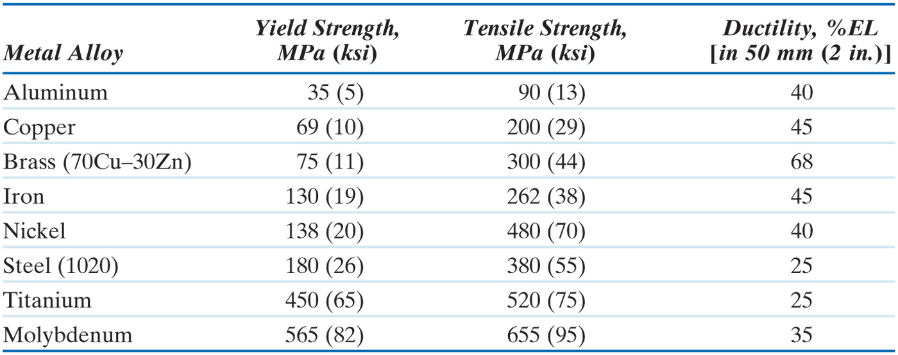 Yield Strength, Tensile Strength, Ductility, %EL
Metal Alloy MPa (ksi) MPa (ksi) [in 50 mm (2 in.)]
Aluminum 35 (5) 90 (13) 40
Copper 69 (10) 200 (29) 45
Brass (70Cu–30Zn) 75 (11) 300 (44) 68
Iron 130 (19) 262 (38) 45
Nickel 138 (20) 480 (70) 40
Steel (1020) 180 (26) 380 (55) 25
Titanium 450 (65) 520 (75) 25
Molybdenum 565 (82) 655 (95) 35